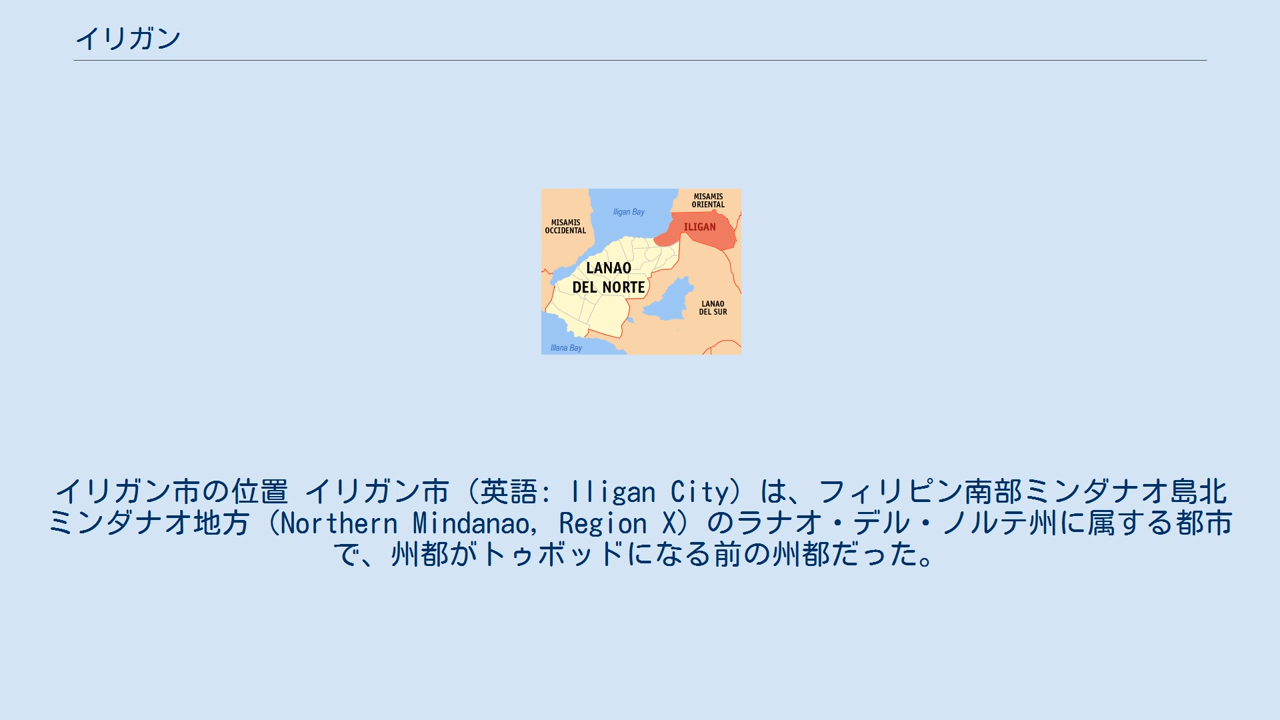 イリガン
MISAMIS
ORIENTAL
Iligan Bay
MISAMIS
OCCIDENTAL
ILIGAN
LANAO
DEL NORTE
LANAO
DEL SUR
Illana Bay
イリガン市の位置 イリガン市（英語: Iligan City）は、フィリピン南部ミンダナオ島北
ミンダナオ地方（Northern Mindanao, Region X）のラナオ・デル・ノルテ州に属する都市
で、州都がトゥボッドになる前の州都だった。